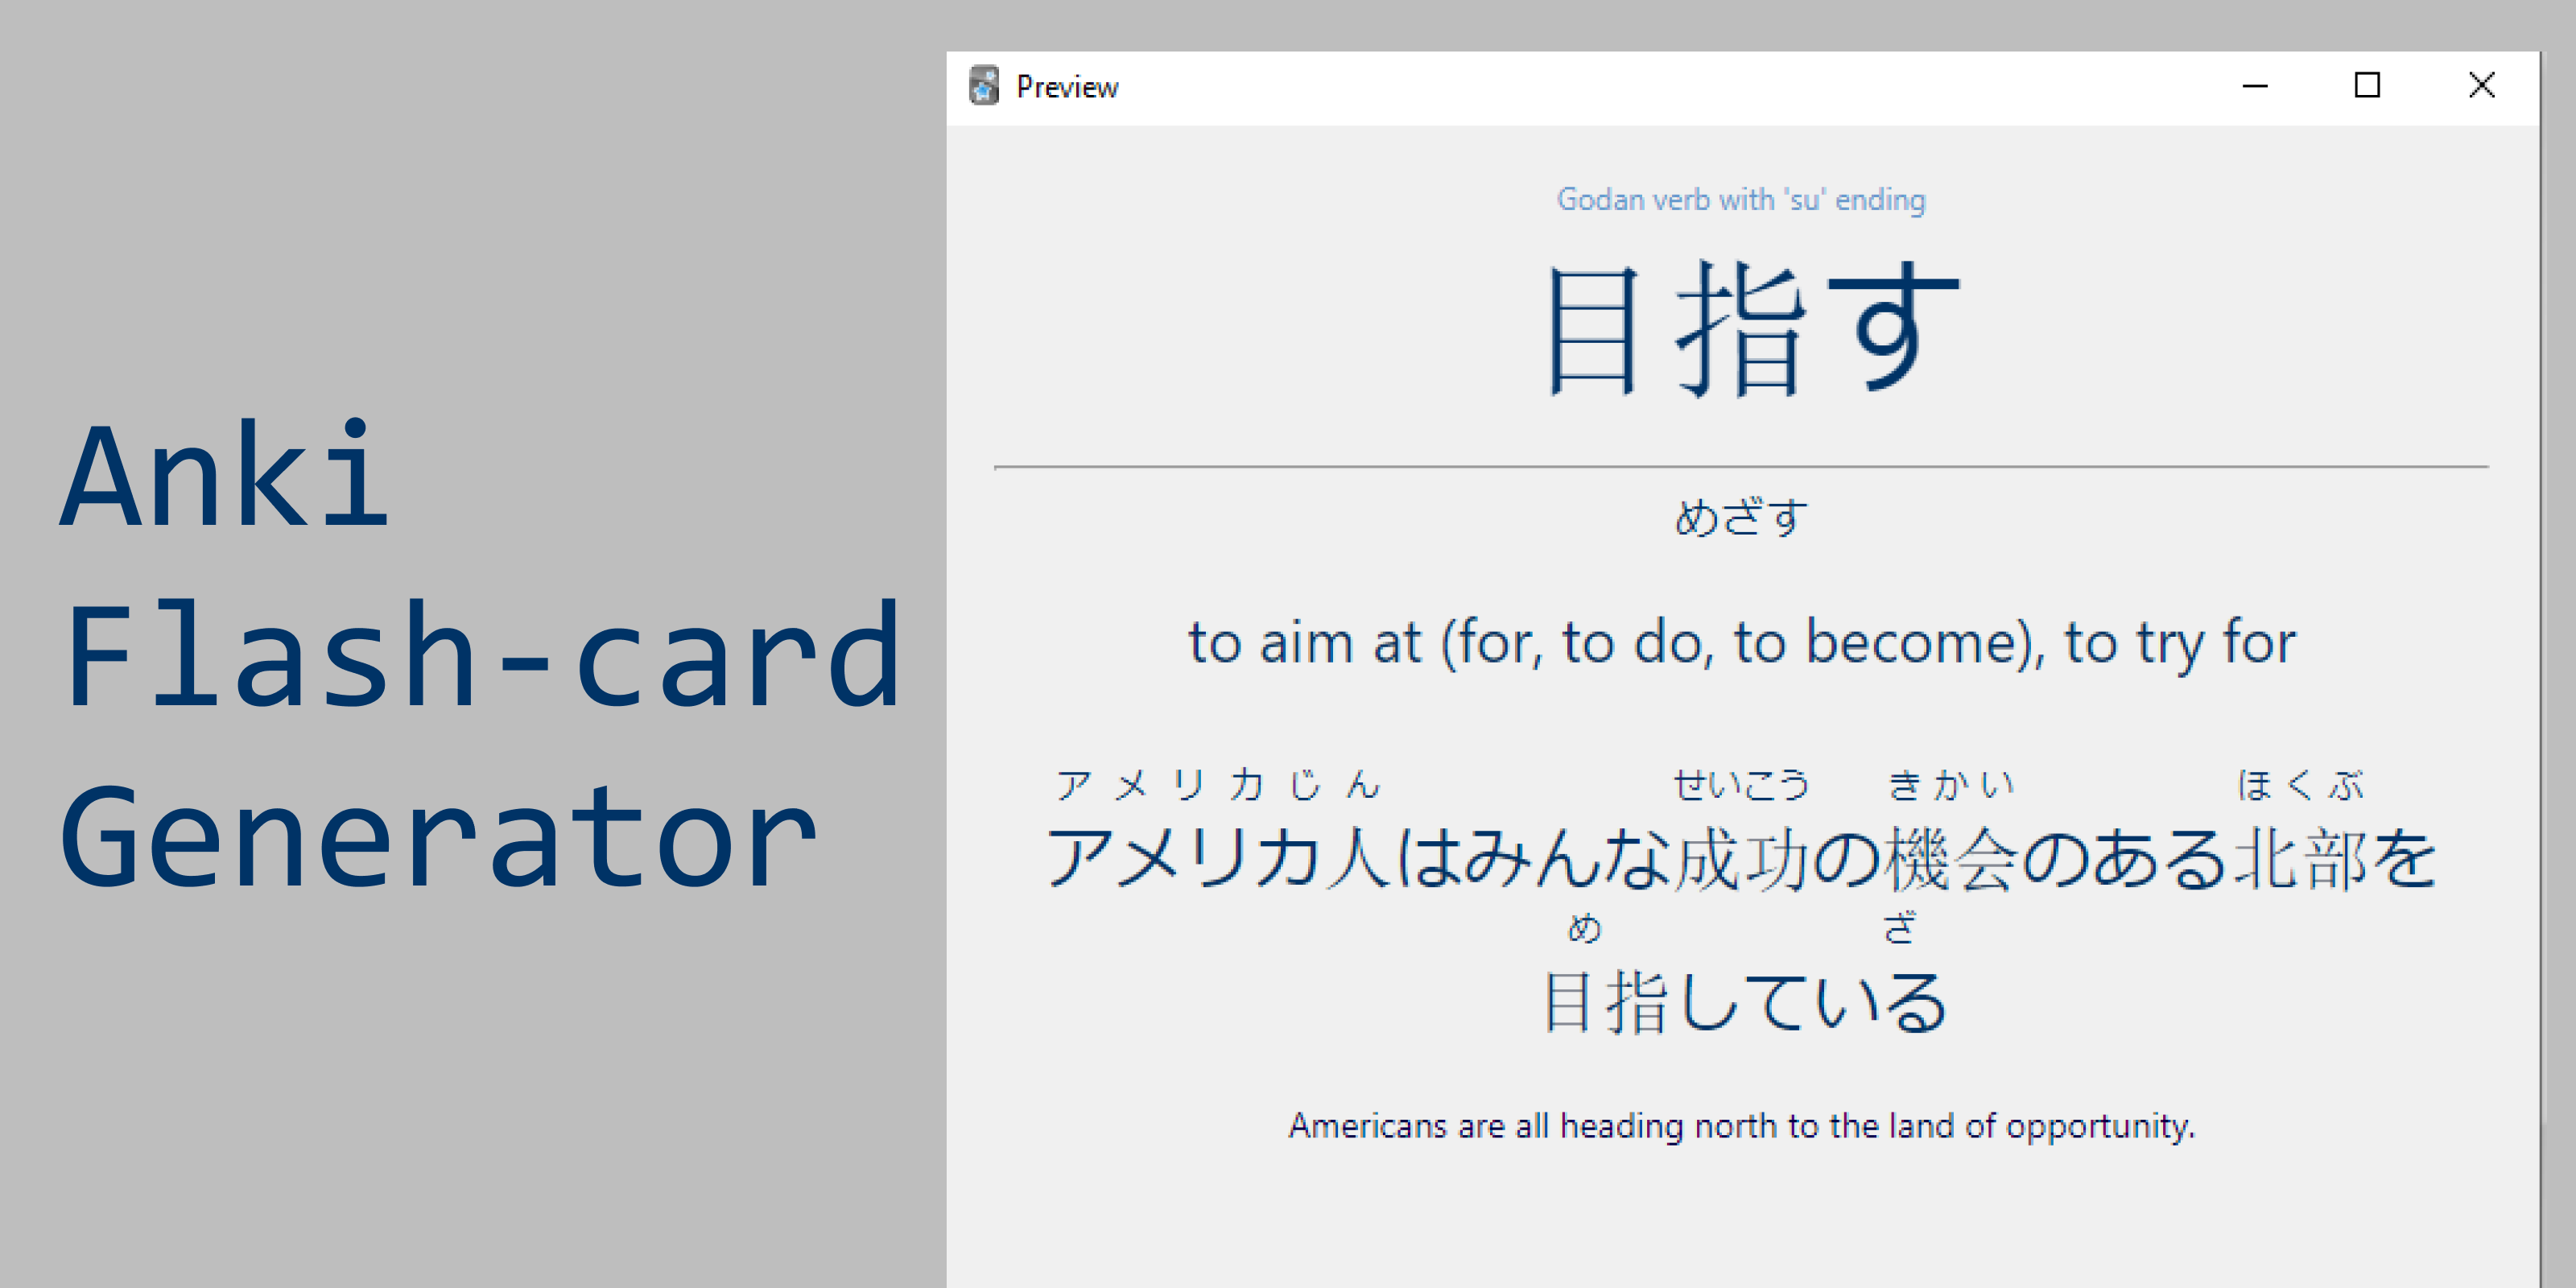 Anki
Flash-card
Generator
Preview
Godan verb with 'su' ending
目指す
めざす
to aim at (for, to do, to become), to try for
アメリカじん せいこう きかい ほくぶ
アメリカ人はみんな成功の機会のある北部を
め ざ
目指している
Americans are all heading north to the land of opportunity.